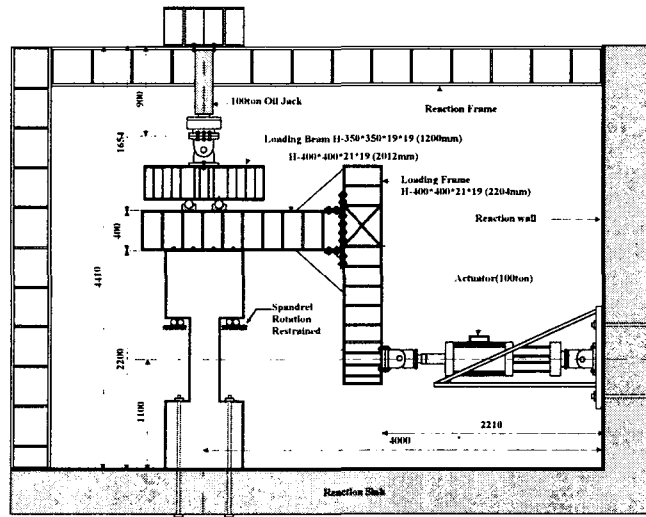 900
100ton Oil Jack
Reaction Frame
1654
Loading Beam H-350*350*19*19 (1200mm)
H-400*400*21*19 (2012mm)
Loading Frame
H-400*400*21*19 (2204mm)
Reaction wall
400
4410
Actuator(100ton)
Spandrel
Rotation
Restrained
2200
1100
2210
4000
Reaction Slab